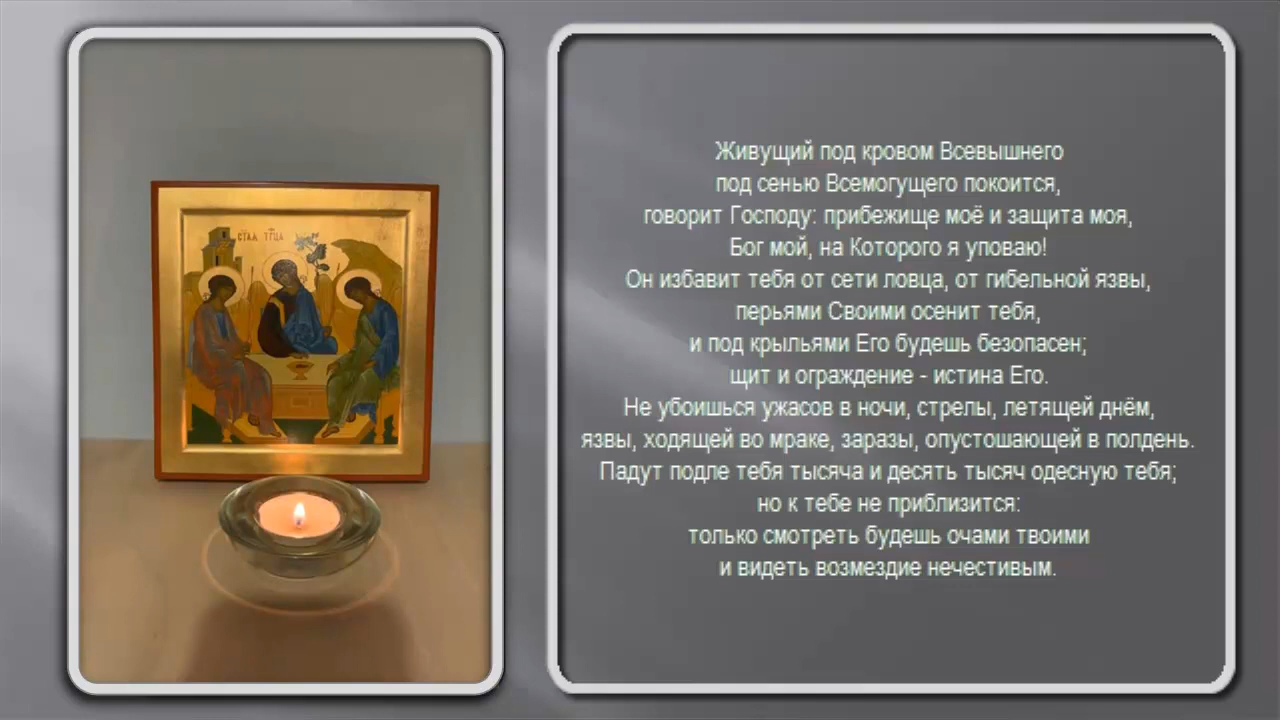 СТАЯ ТРЦА
Живущий под кровом Всевышнего
под сенью Всемогущего покоится,
говорит Господу: прибежище моё и защита моя,
Бог мой, на Которого я уповаю!
Он избавит тебя от сети ловца, от гибельной язвы,
перьями Своими осенит тебя,
и под крыльями Его будешь безопасен;
щит и ограждение - истина Его.
Не убоишься ужасов в ночи, стрелы, летящей днём,
язвы, ходящей во мраке, заразы, опустошающей в полдень.
Падут подле тебя тысяча и десять тысяч одесную тебя;
но к тебе не приблизится:
только смотреть будешь очами твоими
и видеть возмездие нечестивым.